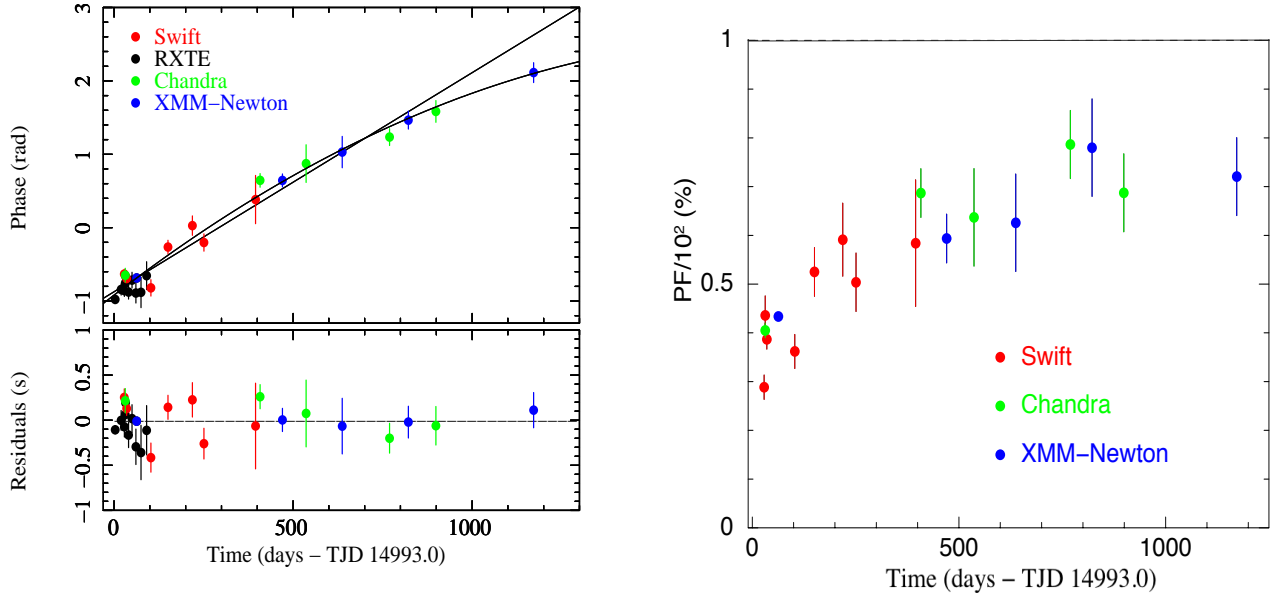 3
2
1
0
−1
Phase (rad)
Swift
RXTE
Chandra
XMM−Newton
1
0.5
0
−0.5
−1
Residuals (s)
0
500
1000
Time (days − TJD 14993.0)
1
0.5
0
PF/10² (%)
Swift
Chandra
XMM−Newton
0
500
1000
Time (days − TJD 14993.0)